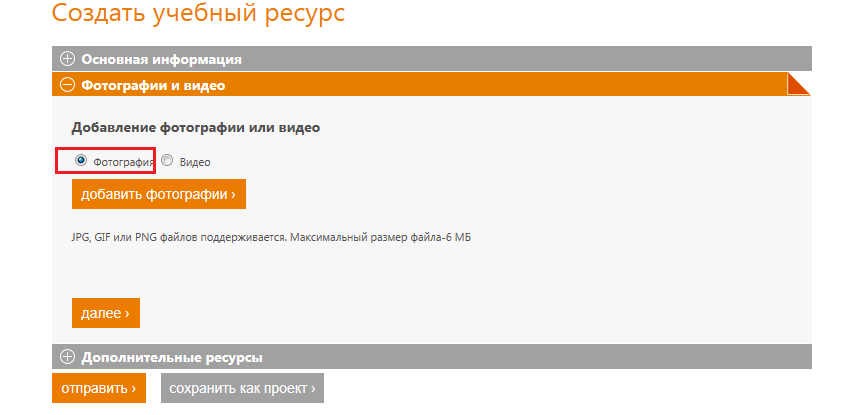 Создать учебный ресурс
Основная информация
Фотографии и видео
Добавление фотографии или видео
Фотография Видео
добавить фотографии ›
JPG, GIF или PNG файлов поддерживается. Максимальный размер файла-6 МБ
далее ›
Дополнительные ресурсы
отправить › сохранить как проект ›